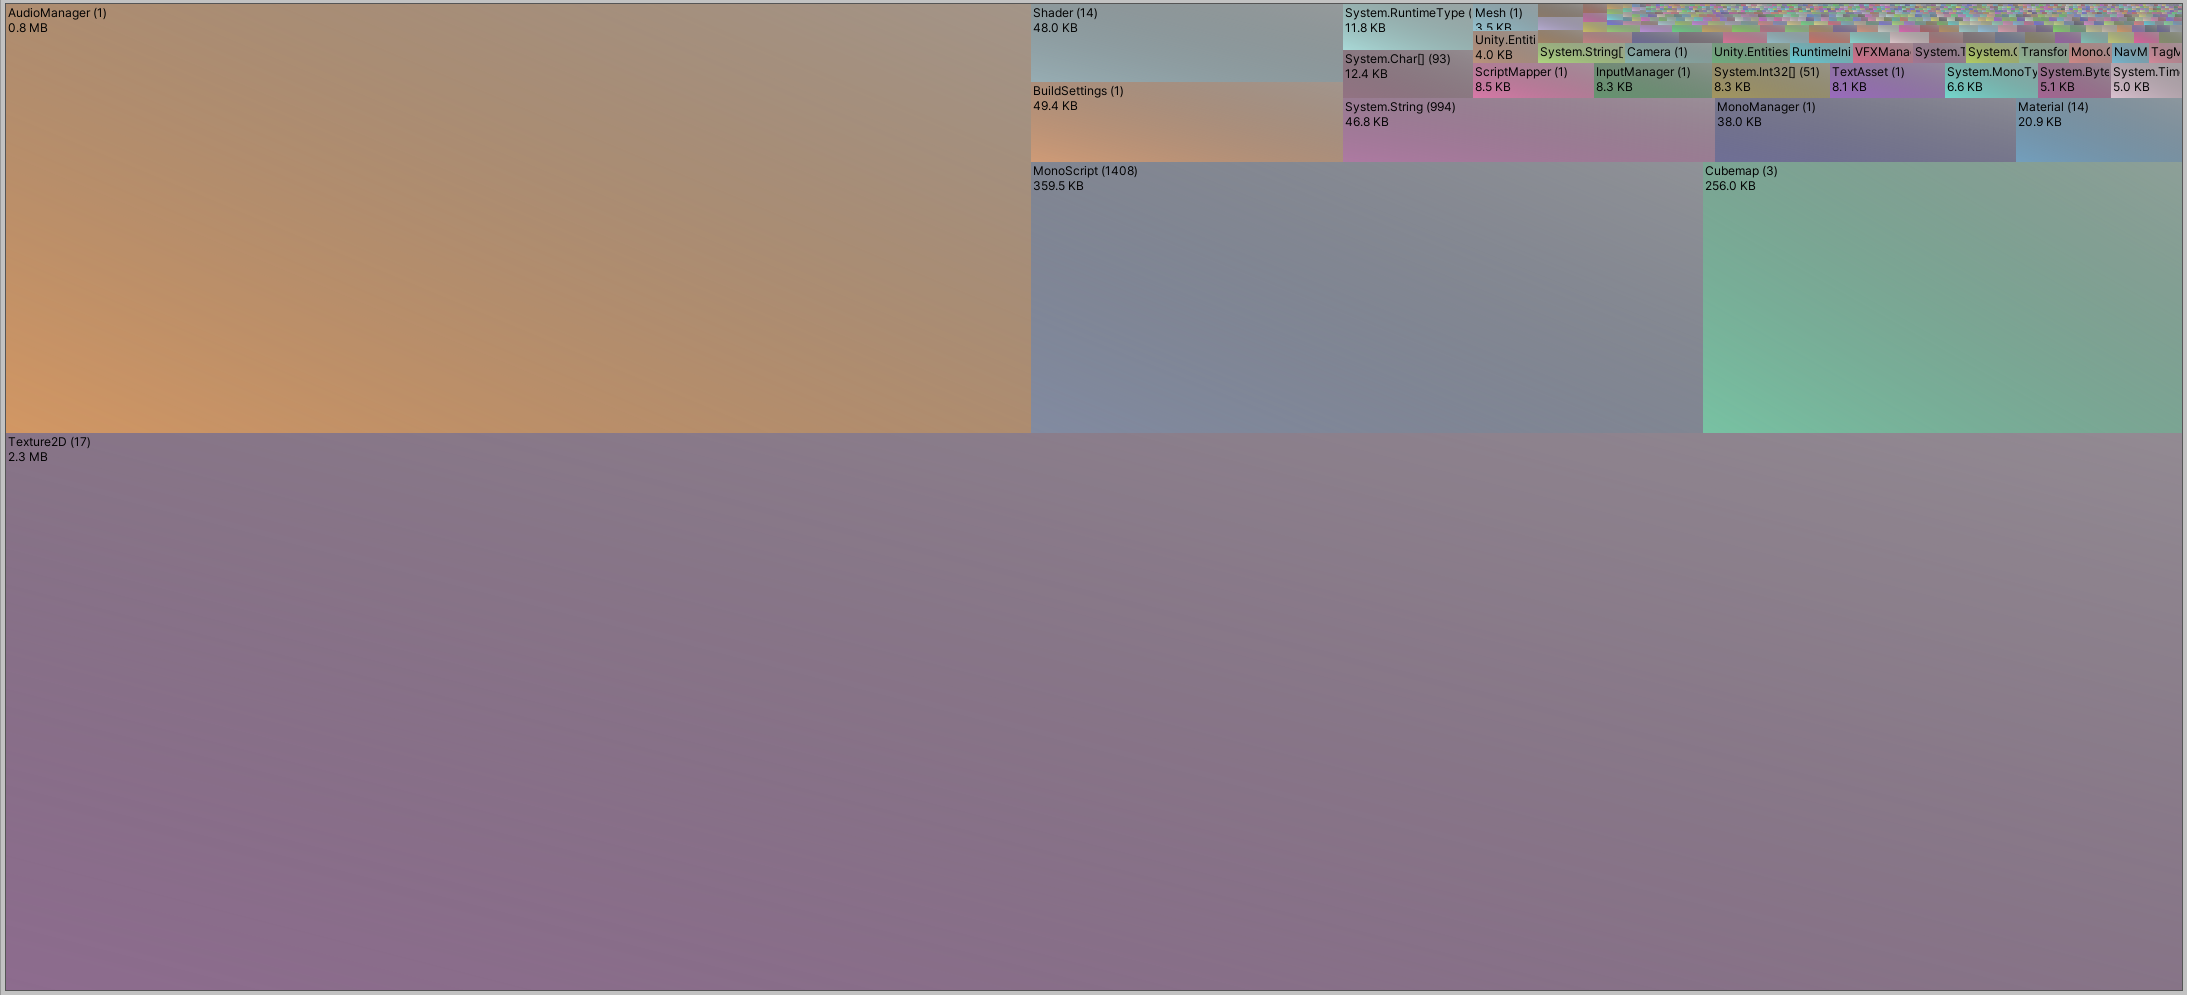 AudioManager (1)
0.8 MB
Shader (14)
48.0 KB
BuildSettings (1)
49.4 KB
System.RuntimeType (
11.8 KB
Mesh (1)
3.5 KB
Unity.Entiti
4.0 KB
System.Char[] (93)
12.4 KB
System.String[
Camera (1)
Unity.Entities
RuntimeIni
VFXMana
System.T
System.C
Transfor
Mono.C
NavM
TagM
ScriptMapper (1)
8.5 KB
InputManager (1)
8.3 KB
System.Int32[] (51)
8.3 KB
TextAsset (1)
8.1 KB
System.MonoTy
6.6 KB
System.Byte
5.1 KB
System.Tim
5.0 KB
System.String (994)
46.8 KB
MonoManager (1)
38.0 KB
Material (14)
20.9 KB
MonoScript (1408)
359.5 KB
Cubemap (3)
256.0 KB
Texture2D (17)
2.3 MB